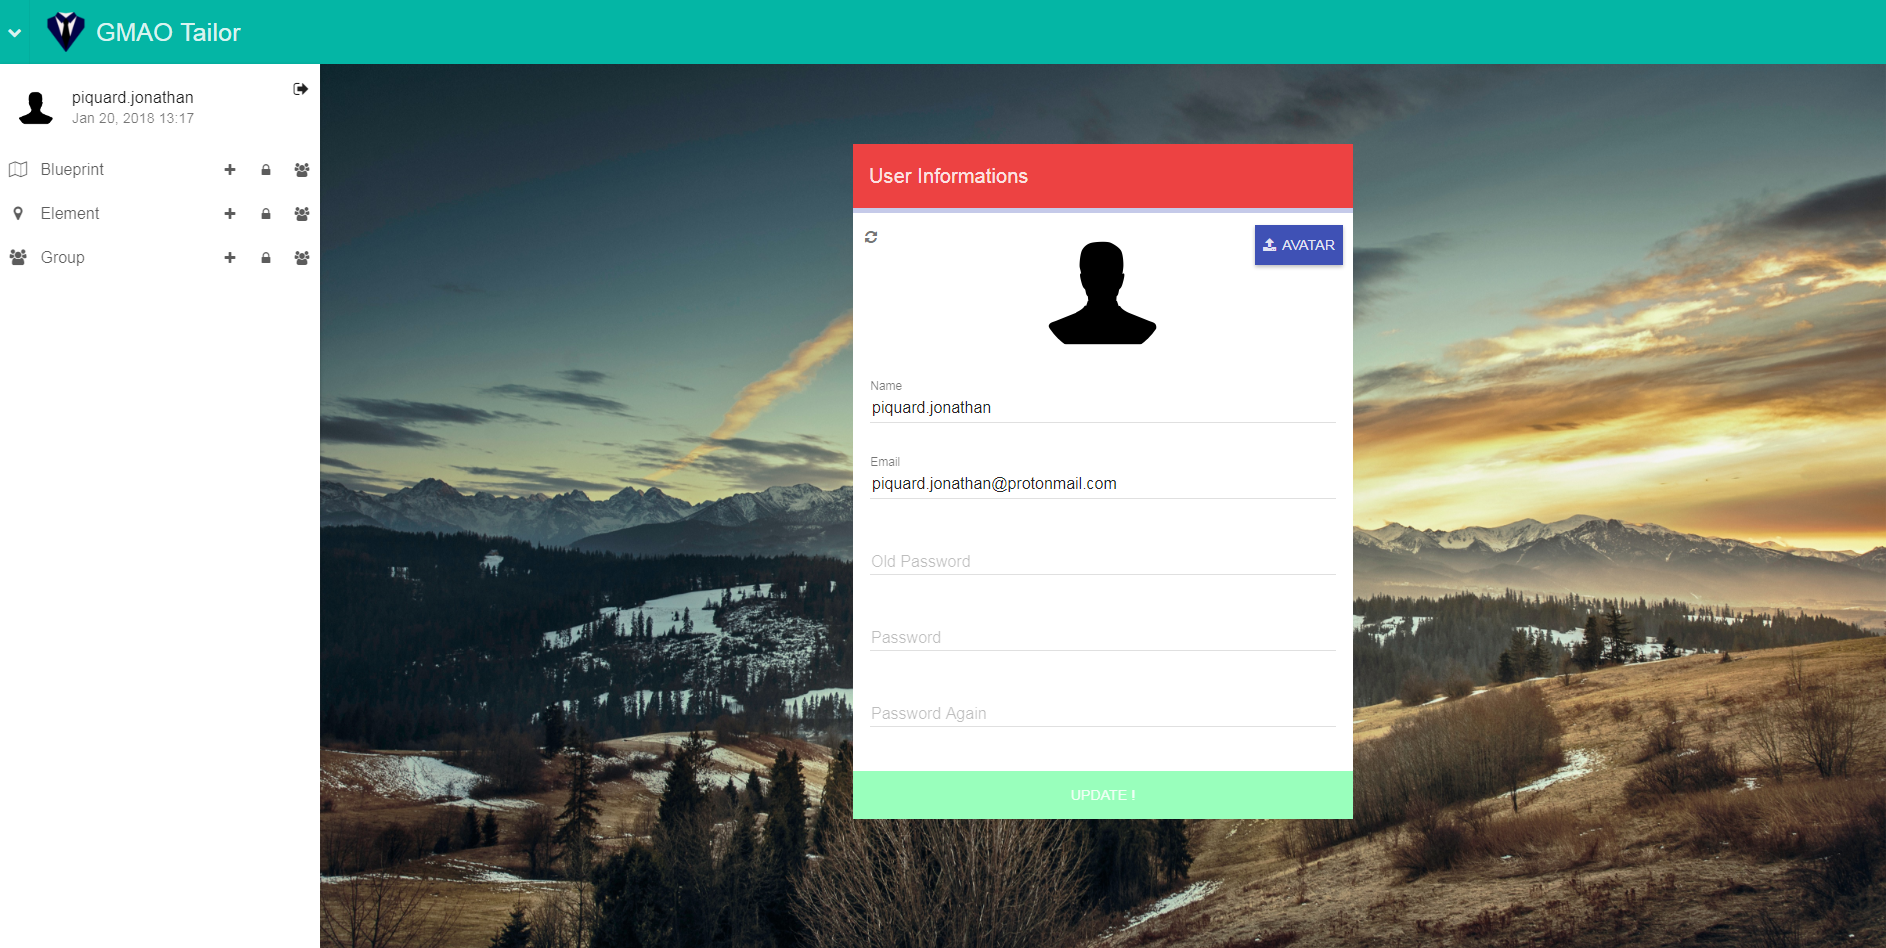 GMAO Tailor
piquard.jonathan
Jan 20, 2018 13:17
Blueprint
Element
Group
User Informations
AVATAR
Name
piquard.jonathan
Email
piquard.jonathan@protonmail.com
Old Password
Password
Password Again
UPDATE !